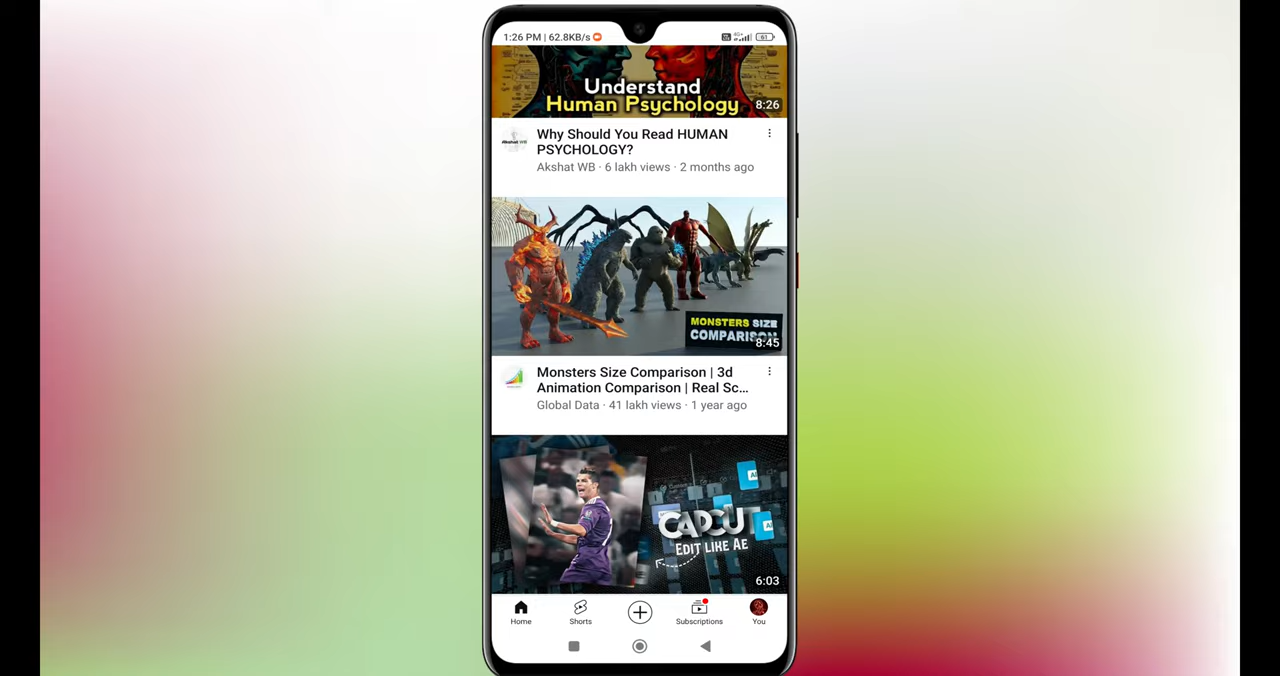 1:26 PM | 62.8KB/s
61
Understand
Human Psychology
8:26
Why Should You Read HUMAN
PSYCHOLOGY?
Akshat WB · 6 lakh views · 2 months ago
MONSTERS SIZE
COMPARISON
8:45
Monsters Size Comparison | 3d
Animation Comparison | Real Sc...
Global Data · 41 lakh views · 1 year ago
CAPCUT
EDIT LIKE AE
6:03
Home
Shorts
Subscriptions
You